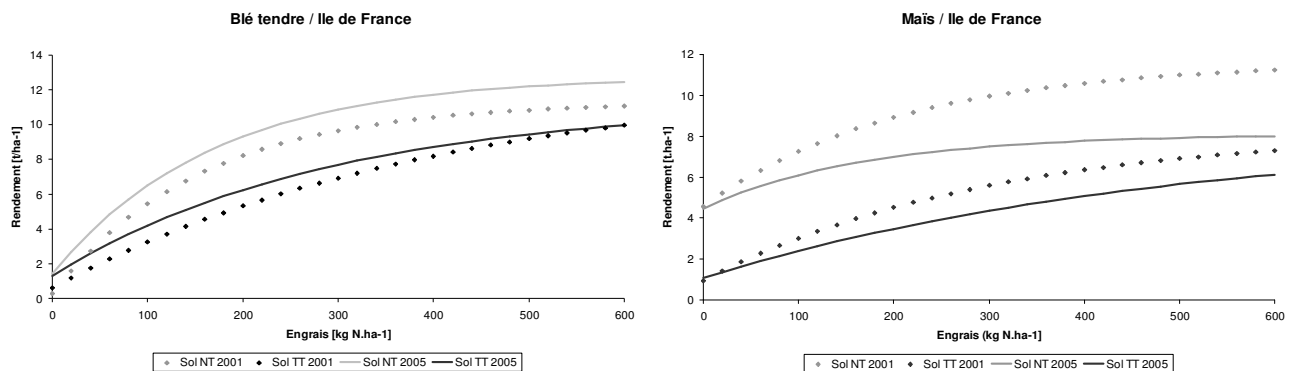 Blé tendre / Ile de France
Rendement [t/ha-1]
14
12
10
8
6
4
2
0
0 100 200 300 400 500 600
Engrais [kg N.ha-1]
Sol NT 2001 Sol TT 2001 Sol NT 2005 Sol TT 2005
Maïs / Ile de France
Rendement [t.ha-1]
12
10
8
6
4
2
0
0 100 200 300 400 500 600
Engrais (kg N.ha-1)
Sol NT 2001 Sol TT 2001 Sol NT 2005 Sol TT 2005